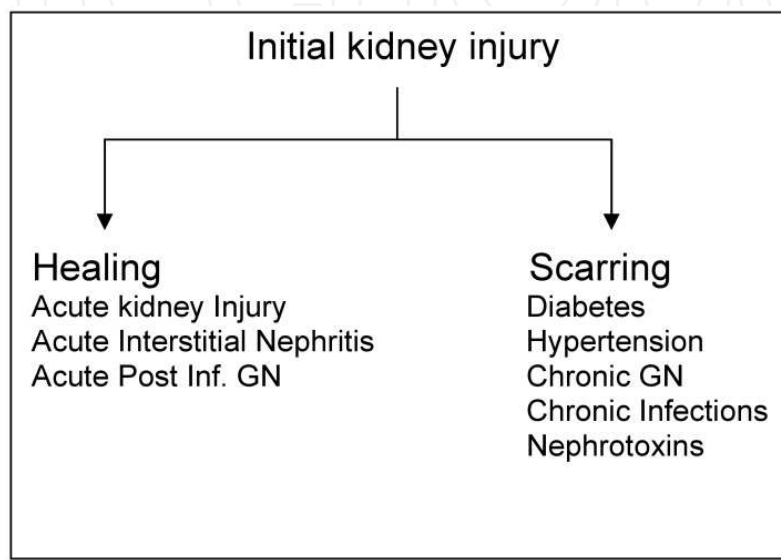 Initial kidney injury
Healing
Acute kidney Injury
Acute Interstitial Nephritis
Acute Post Inf. GN
Scarring
Diabetes
Hypertension
Chronic GN
Chronic Infections
Nephrotoxins